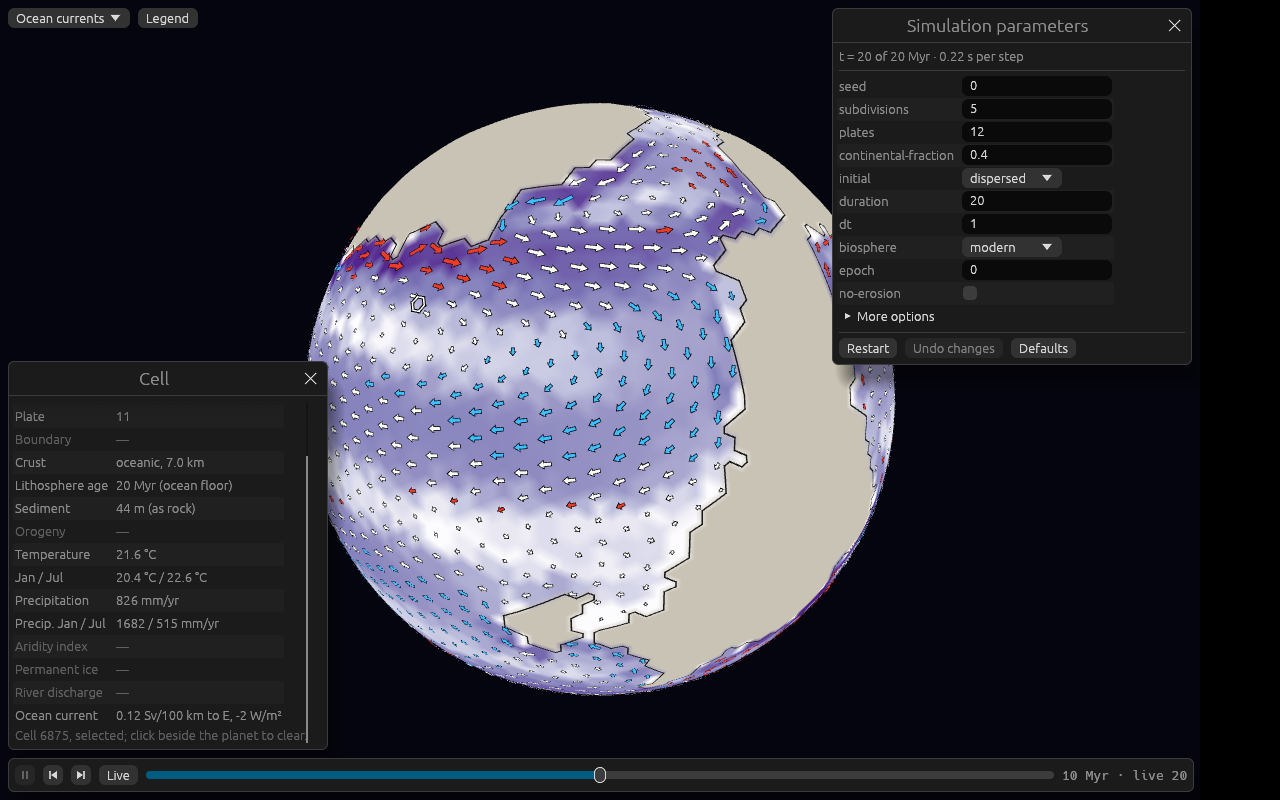 Ocean currents
Legend
Simulation parameters
t = 20 of 20 Myr · 0.22 s per step
seed 0
subdivisions 5
plates 12
continental-fraction 0.4
initial dispersed
duration 20
dt 1
biosphere modern
epoch 0
no-erosion
More options
Restart Undo changes Defaults
Cell
Plate 11
Boundary —
Crust oceanic, 7.0 km
Lithosphere age 20 Myr (ocean floor)
Sediment 44 m (as rock)
Orogeny —
Temperature 21.6 °C
Jan / Jul 20.4 °C / 22.6 °C
Precipitation 826 mm/yr
Precip. Jan / Jul 1682 / 515 mm/yr
Aridity index —
Permanent ice —
River discharge —
Ocean current 0.12 Sv/100 km to E, -2 W/m²
Cell 6875, selected; click beside the planet to clear
Live
10 Myr · live 20